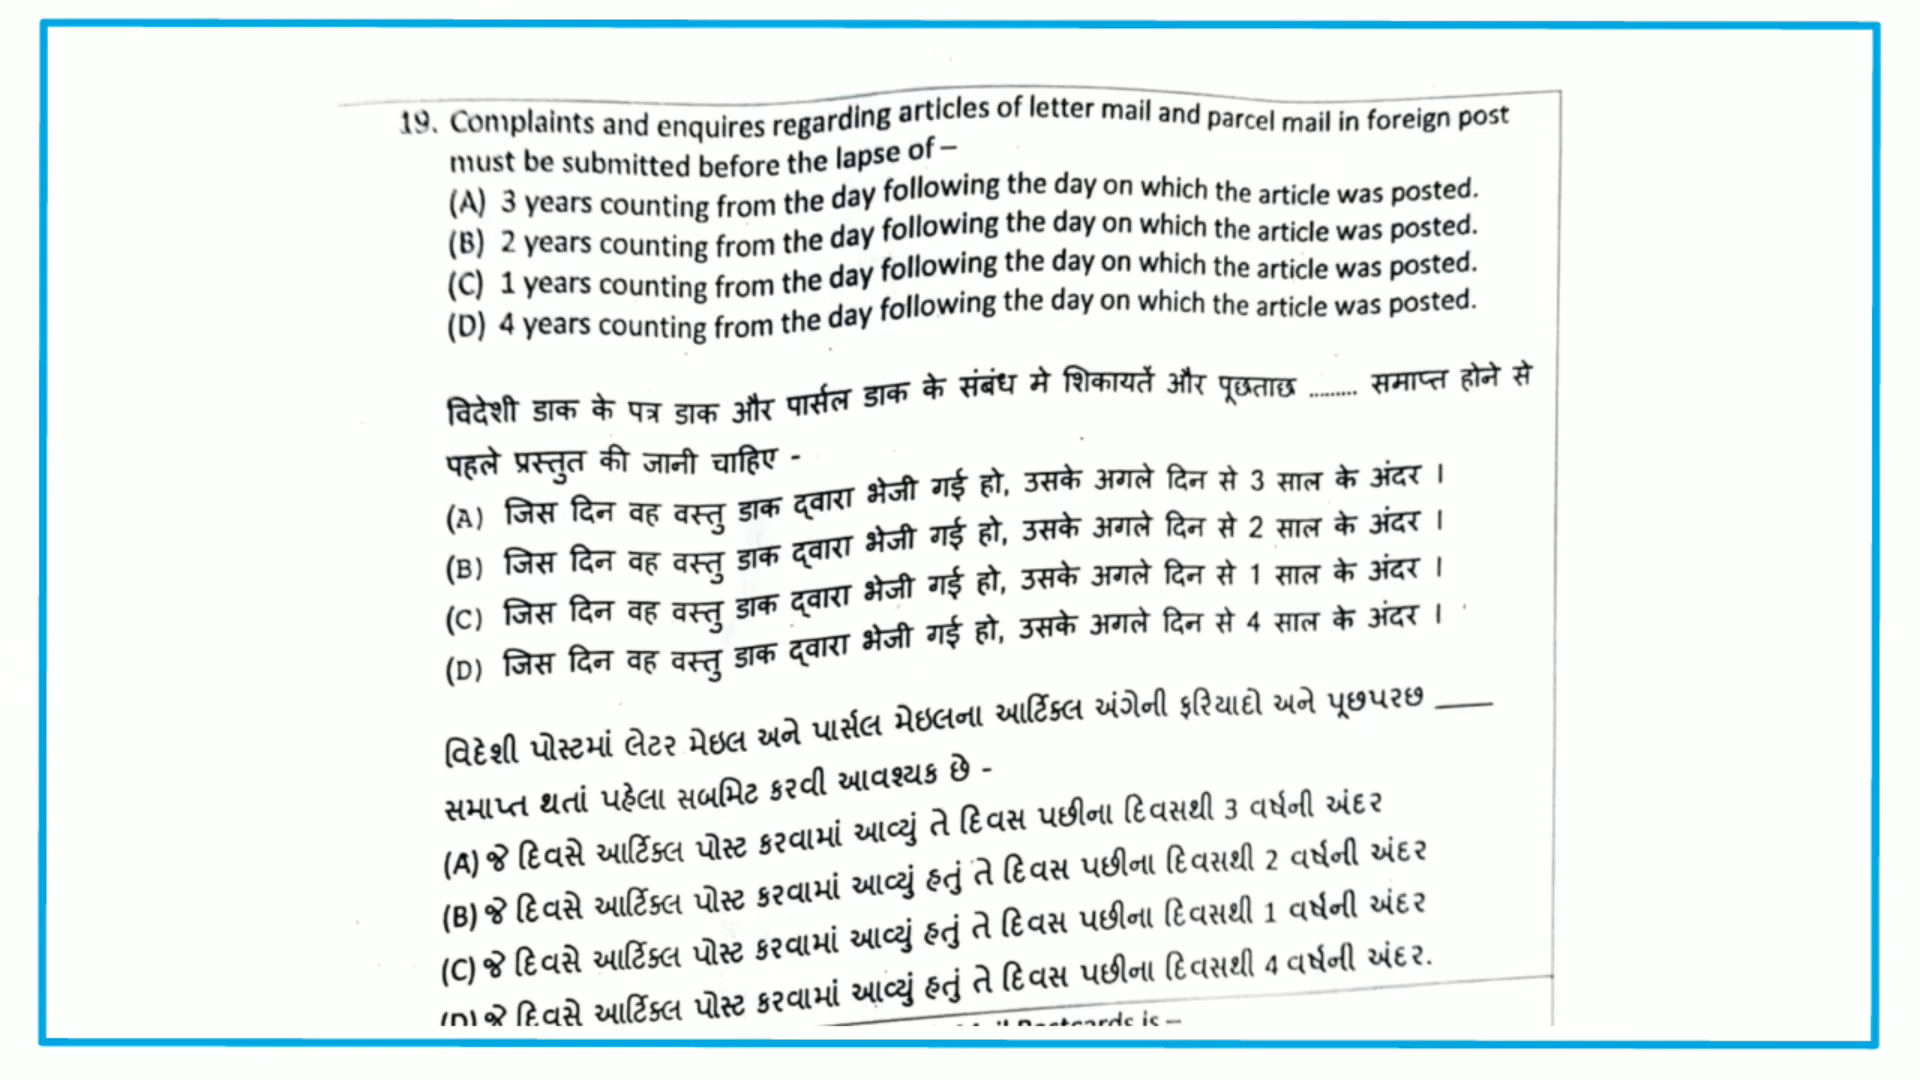 19. Complaints and enquires regarding articles of letter mail and parcel mail in foreign post
must be submitted before the lapse of –
(A) 3 years counting from the day following the day on which the article was posted.
(B) 2 years counting from the day following the day on which the article was posted.
(C) 1 years counting from the day following the day on which the article was posted.
(D) 4 years counting from the day following the day on which the article was posted.
विदेशी डाक के पत्र डाक और पार्सल डाक के संबंध मे शिकायतें और पूछताछ ......... समाप्त होने से
पहले प्रस्तुत की जानी चाहिए -
(A) जिस दिन वह वस्तु डाक द्वारा भेजी गई हो, उसके अगले दिन से 3 साल के अंदर ।
(B) जिस दिन वह वस्तु डाक द्वारा भेजी गई हो, उसके अगले दिन से 2 साल के अंदर ।
(C) जिस दिन वह वस्तु डाक द्वारा भेजी गई हो, उसके अगले दिन से 1 साल के अंदर ।
(D) जिस दिन वह वस्तु डाक द्वारा भेजी गई हो, उसके अगले दिन से 4 साल के अंदर ।
વિદેશી પોસ્ટમાં લેટર મેઇલ અને પાર્સલ મેઇલના આર્ટિકલ અંગેની ફરિયાદો અને પૂછપરછ ____
સમાપ્ત થતાં પહેલા સબમિટ કરવી આવશ્યક છે -
(A) જે દિવસે આર્ટિકલ પોસ્ટ કરવામાં આવ્યું તે દિવસ પછીના દિવસથી 3 વર્ષની અંદર
(B) જે દિવસે આર્ટિકલ પોસ્ટ કરવામાં આવ્યું હતું તે દિવસ પછીના દિવસથી 2 વર્ષની અંદર
(C) જે દિવસે આર્ટિકલ પોસ્ટ કરવામાં આવ્યું હતું તે દિવસ પછીના દિવસથી 1 વર્ષની અંદર
(D) જે દિવસે આર્ટિકલ પોસ્ટ કરવામાં આવ્યું હતું તે દિવસ પછીના દિવસથી 4 વર્ષની અંદર.
Postcards is –